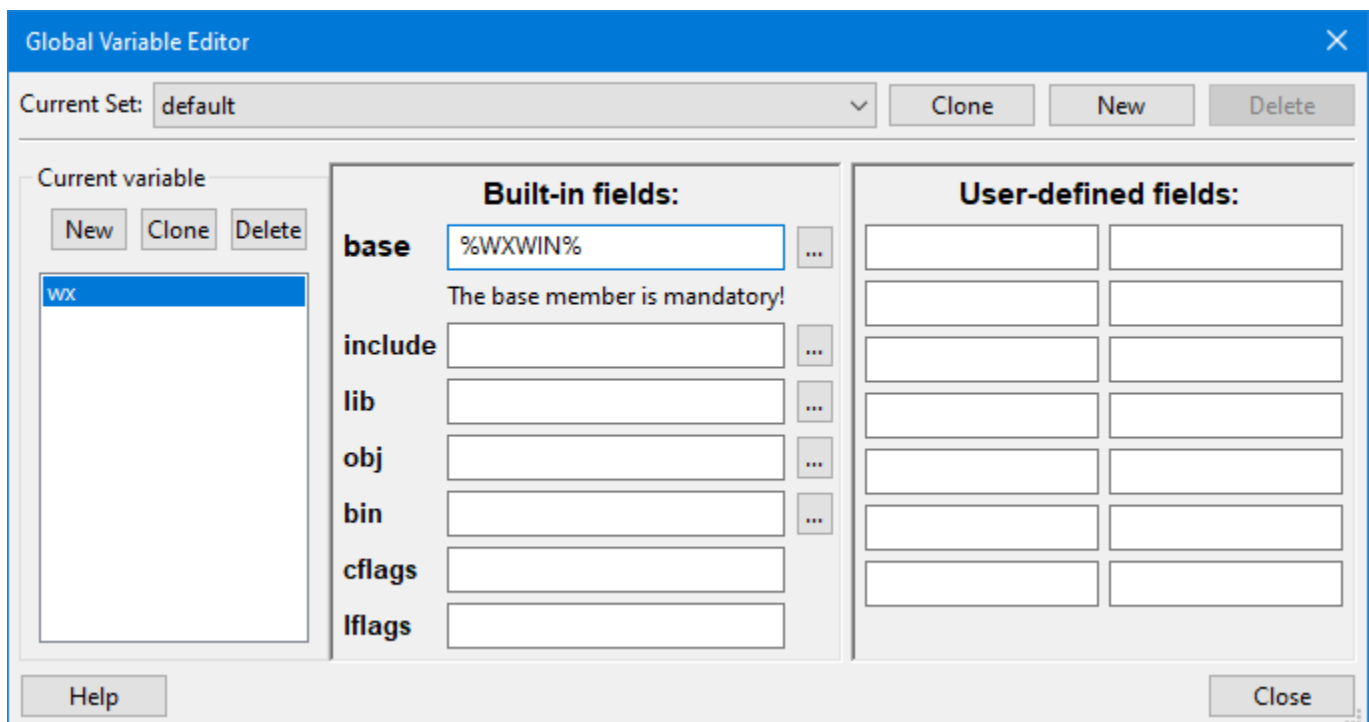 Global Variable Editor
Current Set: default Clone New Delete
Current variable
New Clone Delete
wx
Built-in fields:
base %WXWIN% ...
The base member is mandatory!
include ...
lib ...
obj ...
bin ...
cflags
lflags
User-defined fields:
Help Close